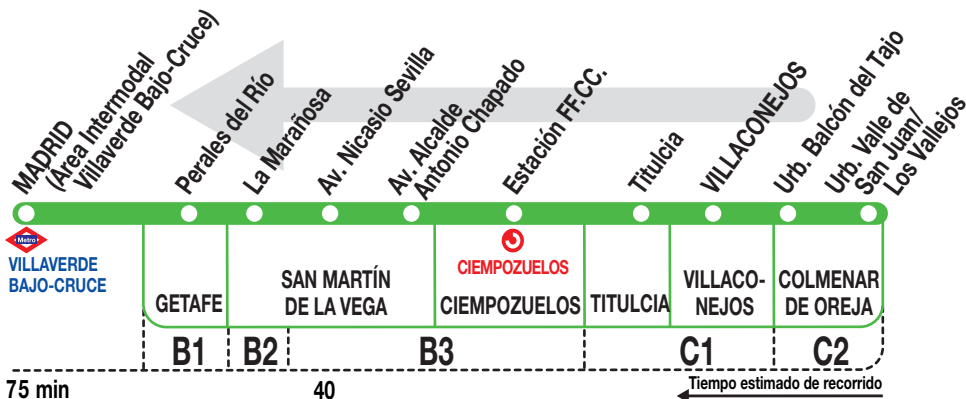 MADRID
(Área Intermodal
Villaverde Bajo-Cruce)
Perales del Río
La Marañosa
Av. Nicasio Sevilla
Av. Alcalde
Antonio Chapado
Estación FF.CC.
Titulcia
VILLACONEJOS
Urb. Balcón del Tajo
Urb. Valle de
San Juan/
Los Vallejos
Metro
VILLAVERDE
BAJO-CRUCE
GETAFE
SAN MARTÍN
DE LA VEGA
CIEMPOZUELOS
CIEMPOZUELOS
TITULCIA
VILLACO-
NEJOS
COLMENAR
DE OREJA
B1
B2
B3
C1
C2
75 min
40
Tiempo estimado de recorrido